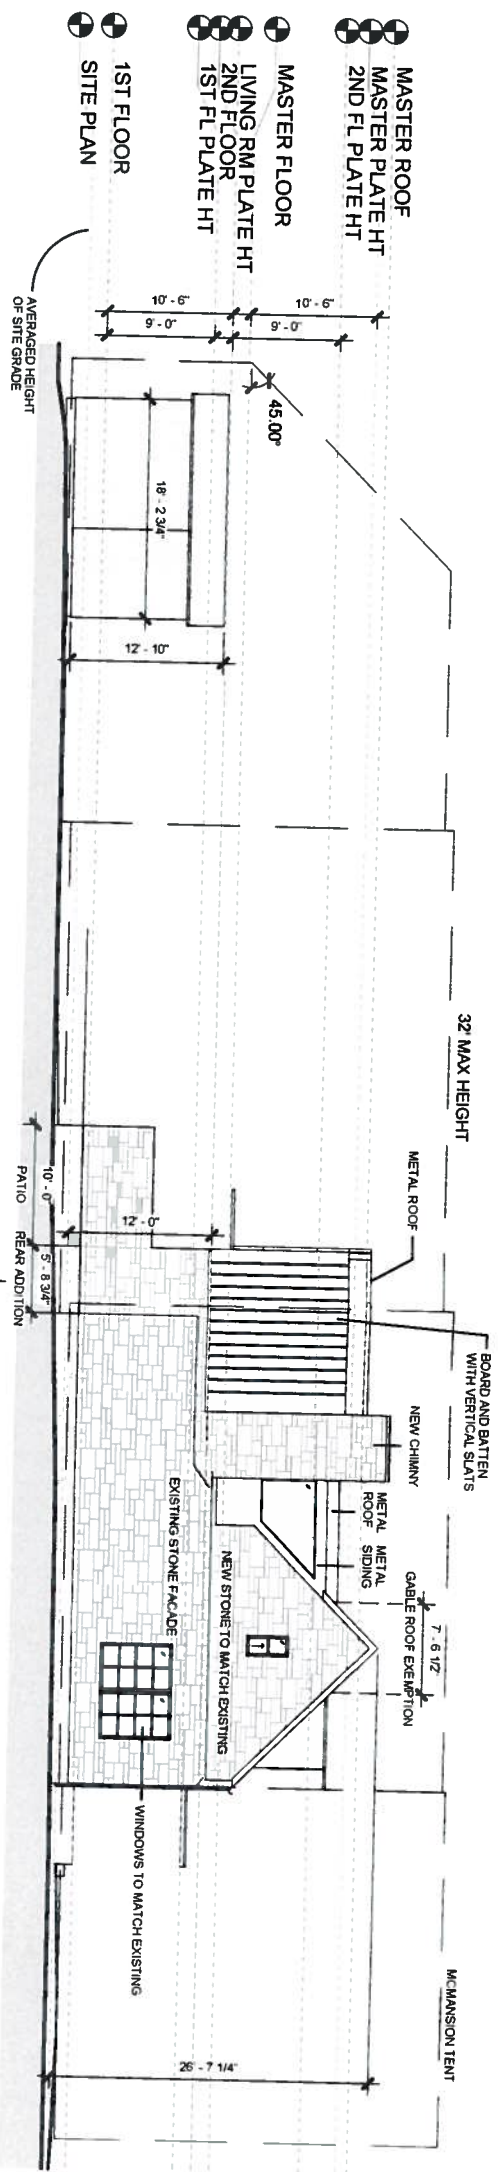 MASTER ROOF
MASTER PLATE HT
2ND FL PLATE HT
MASTER FLOOR
LIVING RM PLATE HT
2ND FLOOR
1ST FL PLATE HT
1ST FLOOR
SITE PLAN
AVERAGED HEIGHT
OF SITE GRADE
10' - 6"
9' - 0"
10' - 6"
9' - 0"
45.00°
18' - 2 3/4"
12' - 10"
32' MAX HEIGHT
METAL ROOF
BOARD AND BATTEN
WITH VERTICAL SLATS
NEW CHIMNY
METAL
ROOF
METAL
SIDING
7' - 6 1/2"
GABLE ROOF EXEMPTION
12' - 0"
10' - 0"
PATIO
5' - 8 3/4"
REAR ADDITION
EXISTING STONE FACADE
NEW STONE TO MATCH EXISTING
WINDOWS TO MATCH EXISTING
26' - 7 1/4"
MCMANSION TENT